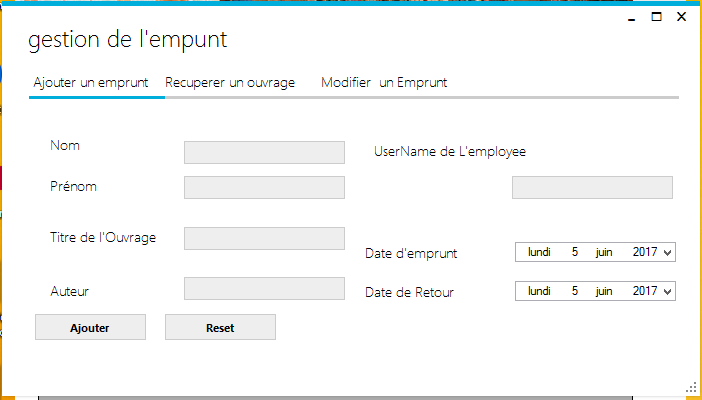 gestion de l'empunt
Ajouter un emprunt Recuperer un ouvrage Modifier un Emprunt
Nom
UserName de L'employee
Prénom
Titre de l'Ouvrage
Date d'emprunt lundi 5 juin 2017
Auteur
Date de Retour lundi 5 juin 2017
Ajouter Reset